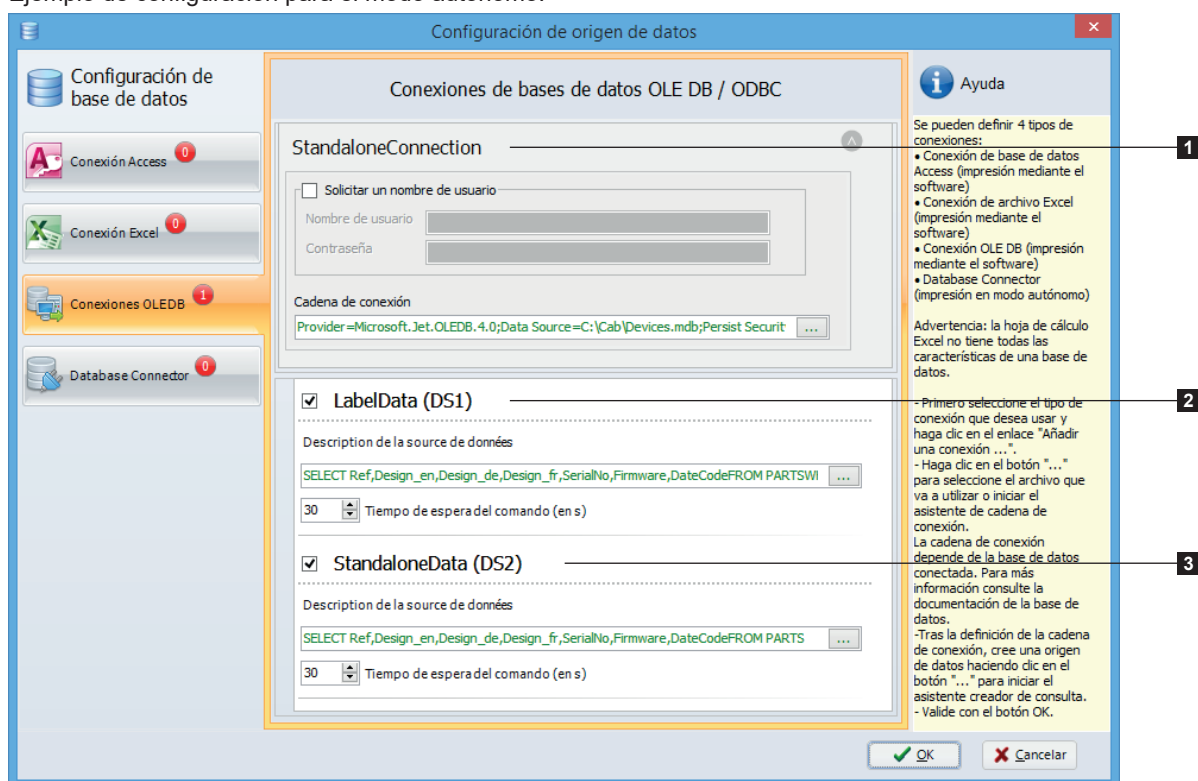 Ejemplo de configuración para el modo autónomo:
Configuración de origen de datos
Configuración de
base de datos
Conexión Access 0
Conexión Excel 0
Conexiones OLEDB 1
Database Connector 0
Conexiones de bases de datos OLE DB / ODBC
StandaloneConnection
Solicitar un nombre de usuario
Nombre de usuario
Contraseña
Cadena de conexión
Provider=Microsoft.Jet.OLEDB.4.0;Data Source=C:\Cab\Devices.mdb;Persist Securit ...
LabelData (DS1)
Description de la source de données
SELECT Ref,Design_en,Design_de,Design_fr,SerialNo,Firmware,DateCodeFROM PARTSWI ...
30 Tiempo de espera del comando (en s)
StandaloneData (DS2)
Description de la source de données
SELECT Ref,Design_en,Design_de,Design_fr,SerialNo,Firmware,DateCodeFROM PARTS ...
30 Tiempo de espera del comando (en s)
Ayuda
Se pueden definir 4 tipos de
conexiones:
• Conexión de base de datos
Access (impresión mediante el
software)
• Conexión de archivo Excel
(impresión mediante el
software)
• Conexión OLE DB (impresión
mediante el software)
• Database Connector
(impresión en modo autónomo)
Advertencia: la hoja de cálculo
Excel no tiene todas las
características de una base de
datos.
- Primero seleccione el tipo de
conexión que desea usar y
haga clic en el enlace "Añadir
una conexión ...".
- Haga clic en el botón "..."
para seleccione el archivo que
va a utilizar o iniciar el
asistente de cadena de
conexión.
La cadena de conexión
depende de la base de datos
conectada. Para más
información consulte la
documentación de la base de
datos.
-Tras la definición de la cadena
de conexión, cree una origen
de datos haciendo clic en el
botón "..." para iniciar el
asistente creador de consulta.
- Valide con el botón OK.
OK
Cancelar
1
2
3